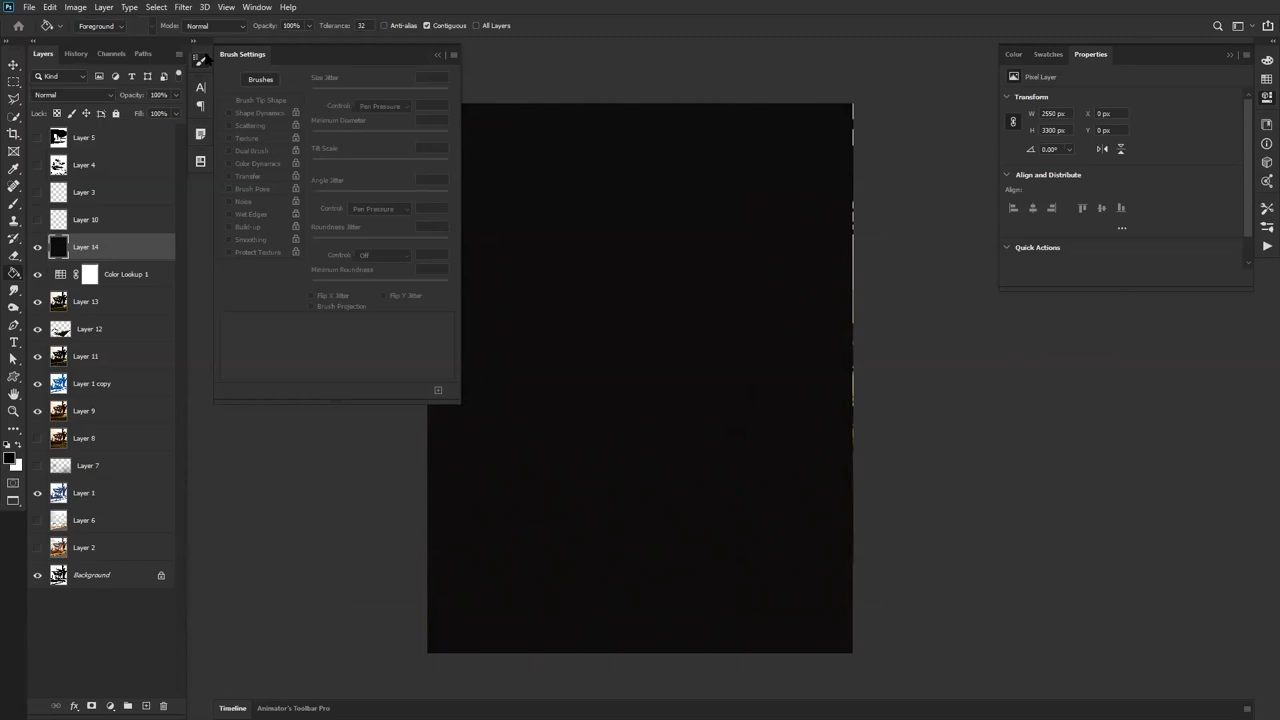 Ps File Edit Image Layer Type Select Filter 3D View Window Help
Foreground Mode: Normal Opacity: 100% Tolerance: 32 Anti-alias Contiguous All Layers
Layers History Channels Paths
Kind
Normal Opacity: 100%
Lock: Fill: 100%
Layer 5
Layer 4
Layer 3
Layer 10
Layer 14
Color Lookup 1
Layer 13
Layer 12
Layer 11
Layer 1 copy
Layer 9
Layer 8
Layer 7
Layer 1
Layer 6
Layer 2
Background
Brush Settings
Brushes
Brush Tip Shape
Shape Dynamics
Scattering
Texture
Dual Brush
Color Dynamics
Transfer
Brush Pose
Noise
Wet Edges
Build-up
Smoothing
Protect Texture
Size Jitter
Control: Pen Pressure
Minimum Diameter
Tilt Scale
Angle Jitter
Control: Pen Pressure
Roundness Jitter
Control: Off
Minimum Roundness
Flip X Jitter Flip Y Jitter
Brush Projection
Color Swatches Properties
Pixel Layer
Transform
W 2550 px X 0 px
H 3300 px Y 0 px
0.00°
Align and Distribute
Align:
Quick Actions
Timeline Animator's Toolbar Pro